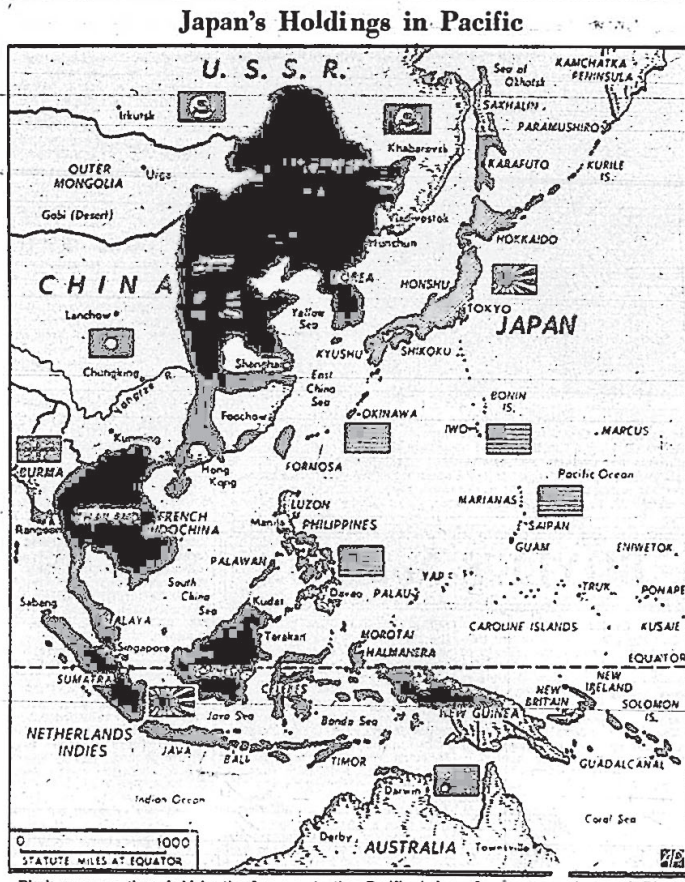 Japan's Holdings in Pacific
U. S. S. R.
Sea of
Okhotsk
KAMCHATKA
PENINSULA
Irkutsk
SAKHALIN
PARAMUSHIRO
Khabarovsk
OUTER
MONGOLIA
Urga
KARAFUTO
KURILE
IS.
Gobi (Desert)
Vladivostok
Hunchun
HOKKAIDO
CHINA
KOREA
HONSHU
Lanchow
Yellow
Sea
TOKYO
JAPAN
KYUSHU
SHIKOKU
Shanghai
Chungking
Yangtze R.
East
China
Sea
BONIN
IS.
Foochow
OKINAWA
IWO
MARCUS
Kunming
BURMA
Hong
Kong
FORMOSA
Pacific Ocean
LUZON
MARIANAS
THAILAND
FRENCH
INDOCHINA
Manila
PHILIPPINES
SAIPAN
Rangoon
GUAM
ENIWETOK
PALAWAN
YAP
South
China
Sea
Davao
PALAU
TRUK
PONAPE
Sabang
Kudat
MALAYA
Tarakan
CAROLINE ISLANDS
KUSAIE
Singapore
MOROTAI
HALMAHERA
EQUATOR
SUMATRA
CELEBES
NEW
IRELAND
NEW
BRITAIN
SOLOMON
IS.
Java Sea
Banda Sea
NEW GUINEA
NETHERLANDS
INDIES
JAVA
BALI
TIMOR
GUADALCANAL
Darwin
Indian Ocean
Coral Sea
0 1000
STATUTE MILES AT EQUATOR
Derby
AUSTRALIA
Townsville
AP